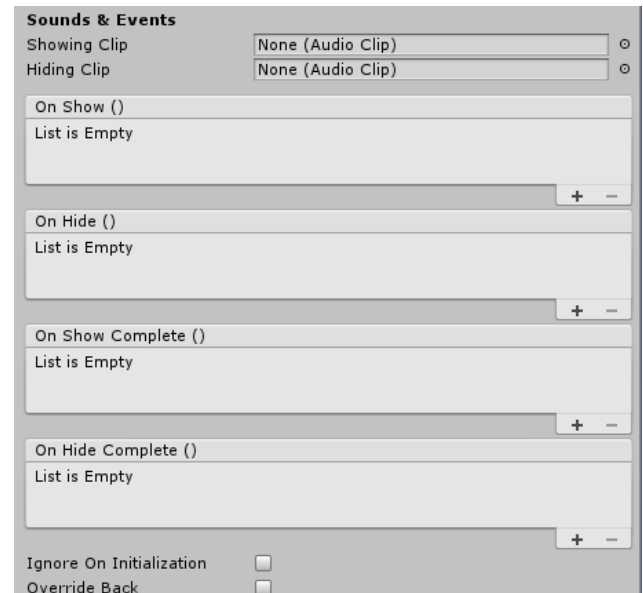 Sounds & Events
Showing Clip None (Audio Clip)
Hiding Clip None (Audio Clip)
On Show ()
List is Empty
+ −
On Hide ()
List is Empty
+ −
On Show Complete ()
List is Empty
+ −
On Hide Complete ()
List is Empty
+ −
Ignore On Initialization
Override Back